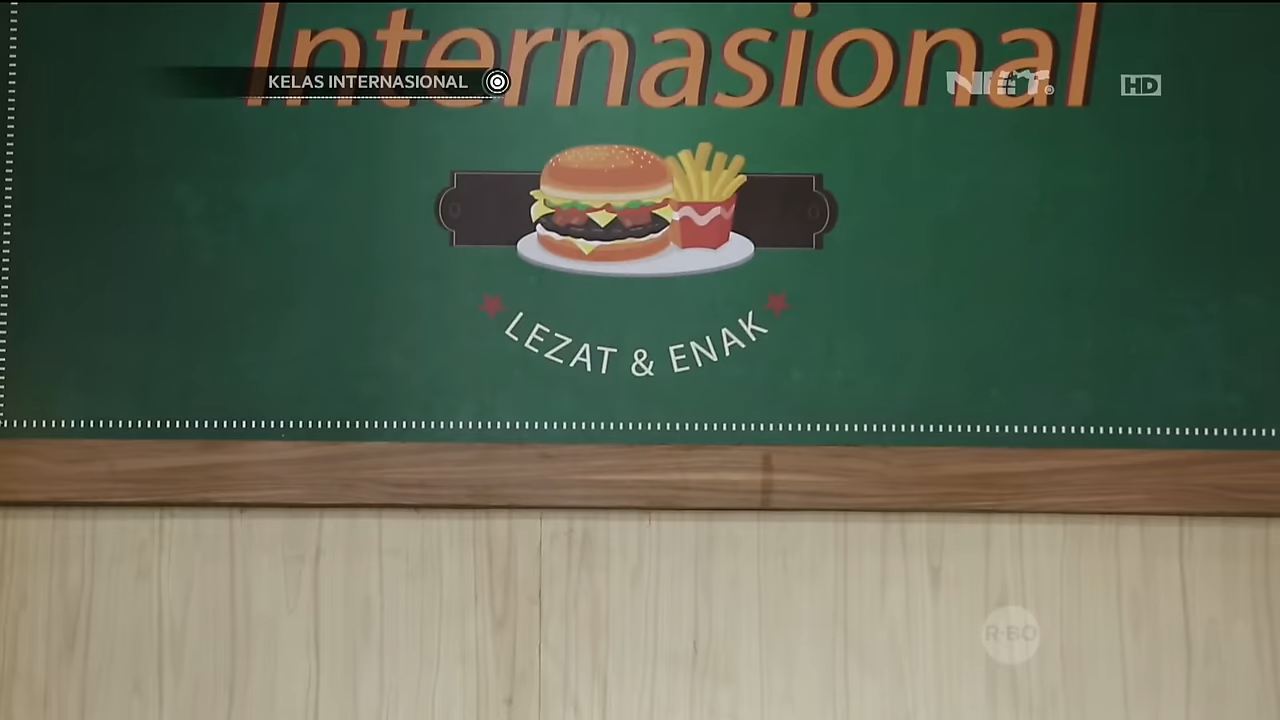 Internasional
KELAS INTERNASIONAL
NET.
HD
LEZAT & ENAK
R-BO